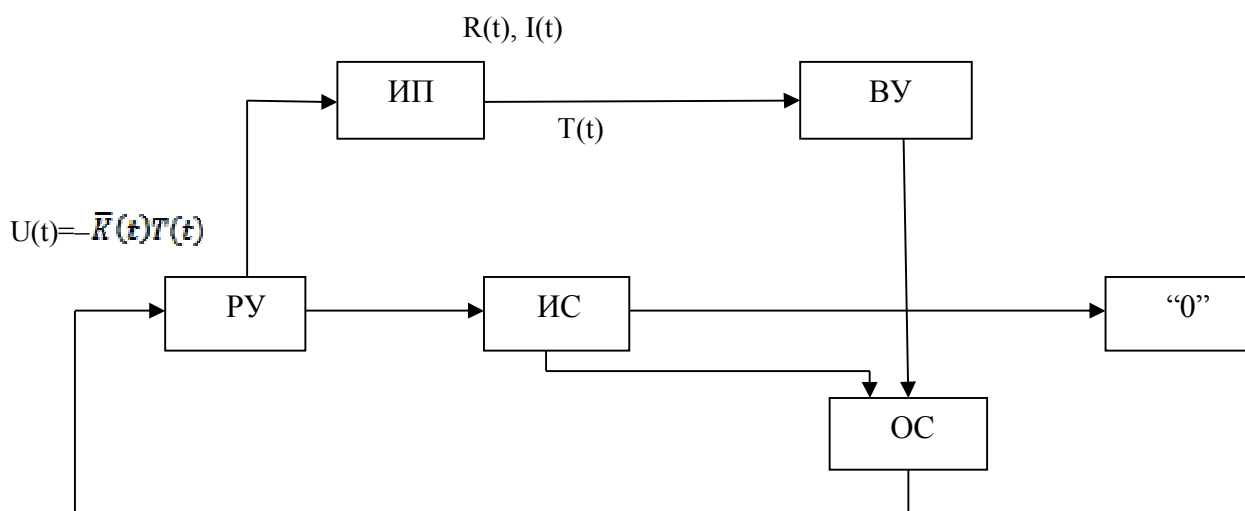 R(t), I(t)
ИП
ВУ
T(t)
U(t)=–K̅(t)T(t)
РУ
ИС
“0”
ОС